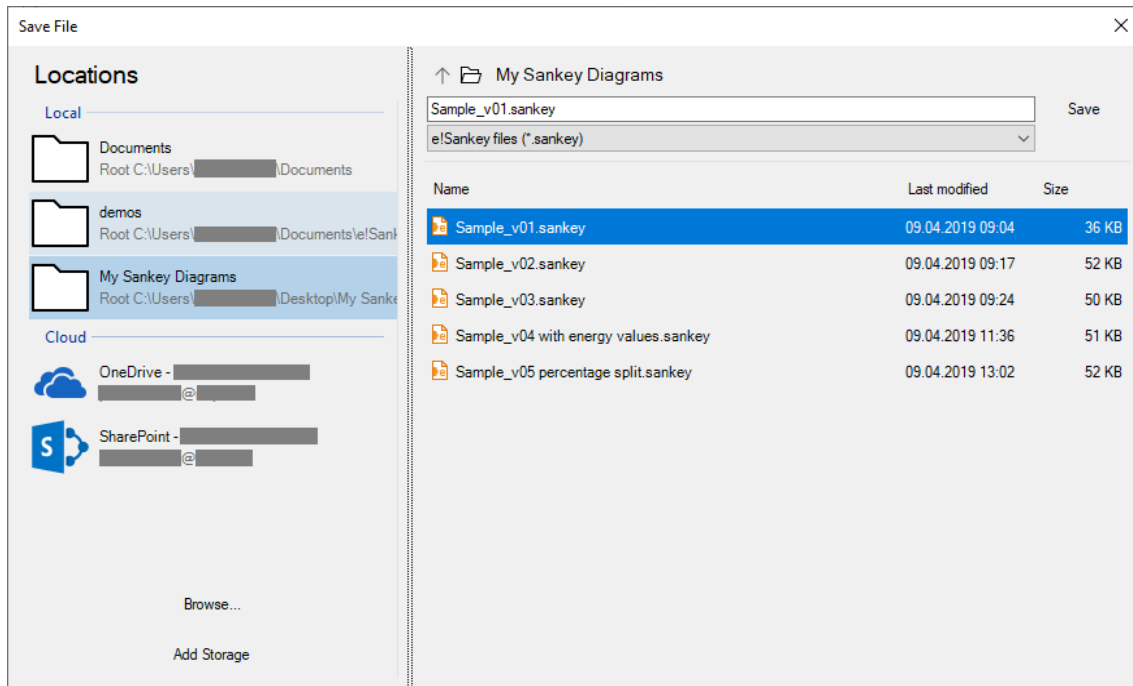 Save File
Locations
Local
Documents
Root C:\Users\ \Documents
demos
Root C:\Users\ \Documents\e!Sank
My Sankey Diagrams
Root C:\Users\ \Desktop\My Sanke
Cloud
OneDrive -
@
SharePoint -
@
Browse...
Add Storage
My Sankey Diagrams
Sample_v01.sankey Save
e!Sankey files (*.sankey)
Name Last modified Size
Sample_v01.sankey 09.04.2019 09:04 36 KB
Sample_v02.sankey 09.04.2019 09:17 52 KB
Sample_v03.sankey 09.04.2019 09:24 50 KB
Sample_v04 with energy values.sankey 09.04.2019 11:36 51 KB
Sample_v05 percentage split.sankey 09.04.2019 13:02 52 KB